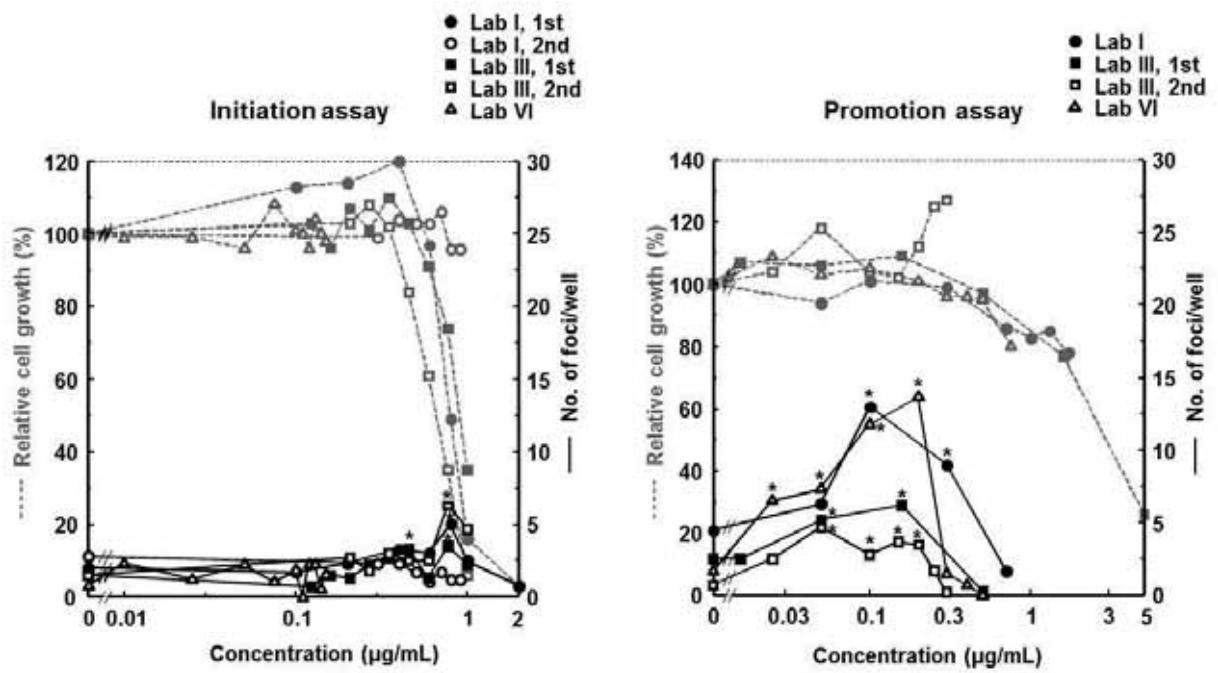 ● Lab I, 1st
○ Lab I, 2nd
■ Lab III, 1st
□ Lab III, 2nd
△ Lab VI
Initiation assay
120
100
80
60
40
20
0
30
25
20
15
10
5
0
---- Relative cell growth (%)
— No. of foci/well
* * *
0 0.01 0.1 1 2
Concentration (µg/mL)
● Lab I
■ Lab III, 1st
□ Lab III, 2nd
△ Lab VI
Promotion assay
140
120
100
80
60
40
20
0
30
25
20
15
10
5
0
---- Relative cell growth (%)
— No. of foci/well
* * * * * * * * * * * *
0 0.03 0.1 0.3 1 3 5
Concentration (µg/mL)